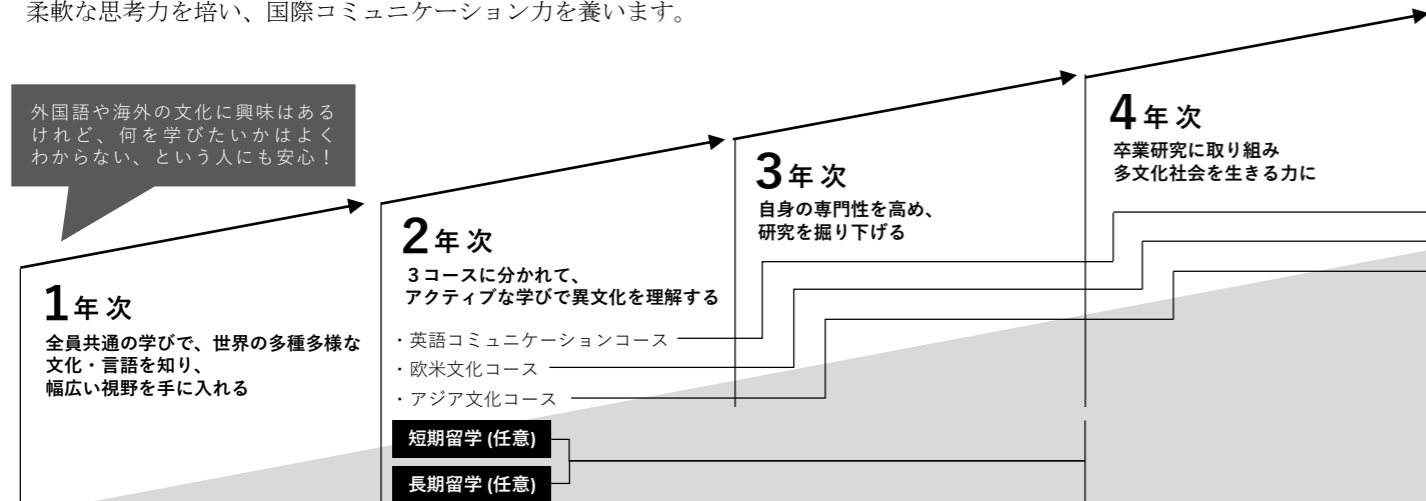 柔軟な思考力を培い、国際コミュニケーション力を養います。
外国語や海外の文化に興味はある
けれど、何を学びたいかはよく
わからない、という人にも安心！
1年次
全員共通の学びで、世界の多種多様な
文化・言語を知り、
幅広い視野を手に入れる
2年次
3コースに分かれて、
アクティブな学びで異文化を理解する
・英語コミュニケーションコース
・欧米文化コース
・アジア文化コース
短期留学 (任意)
長期留学 (任意)
3年次
自身の専門性を高め、
研究を掘り下げる
4年次
卒業研究に取り組み
多文化社会を生きる力に